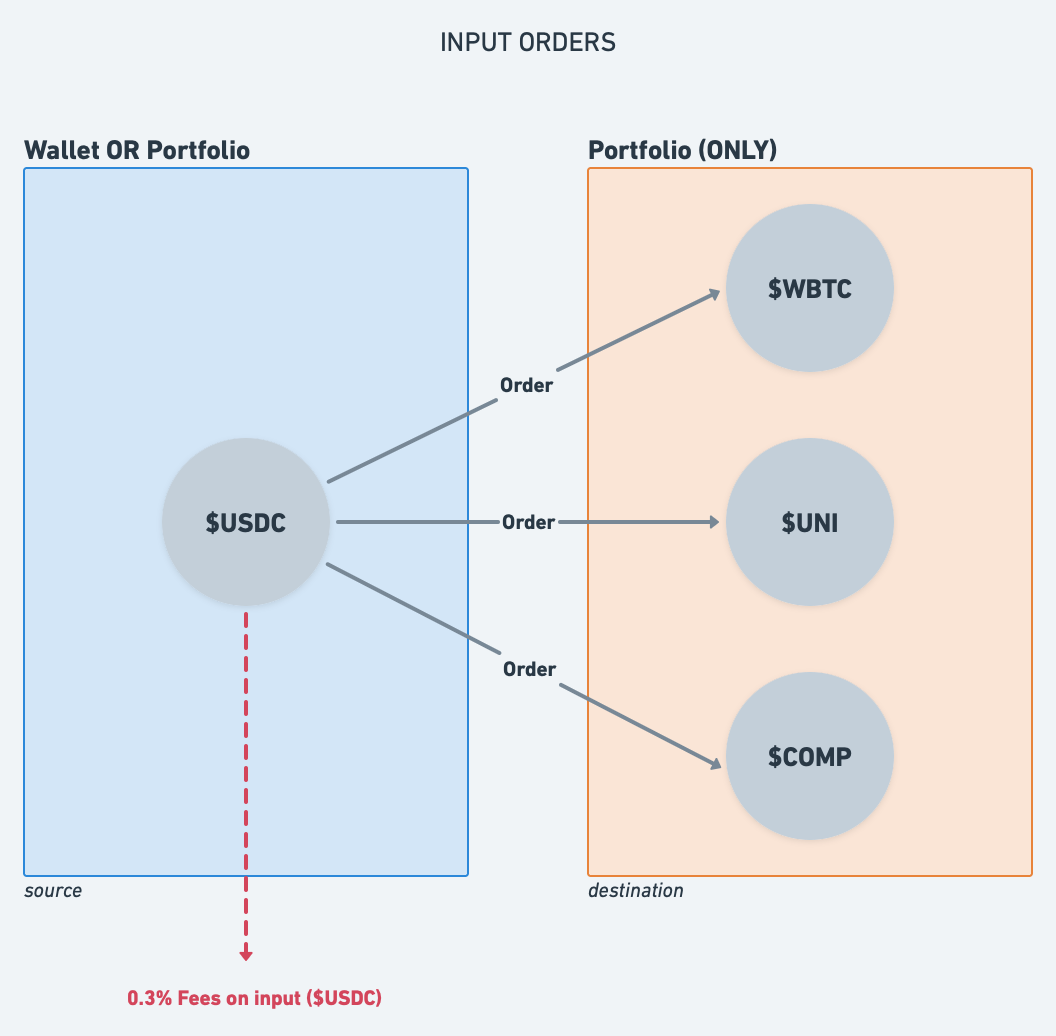 INPUT ORDERS
Wallet OR Portfolio
Portfolio (ONLY)
$WBTC
Order
$USDC
Order
$UNI
Order
$COMP
source
destination
0.3% Fees on input ($USDC)